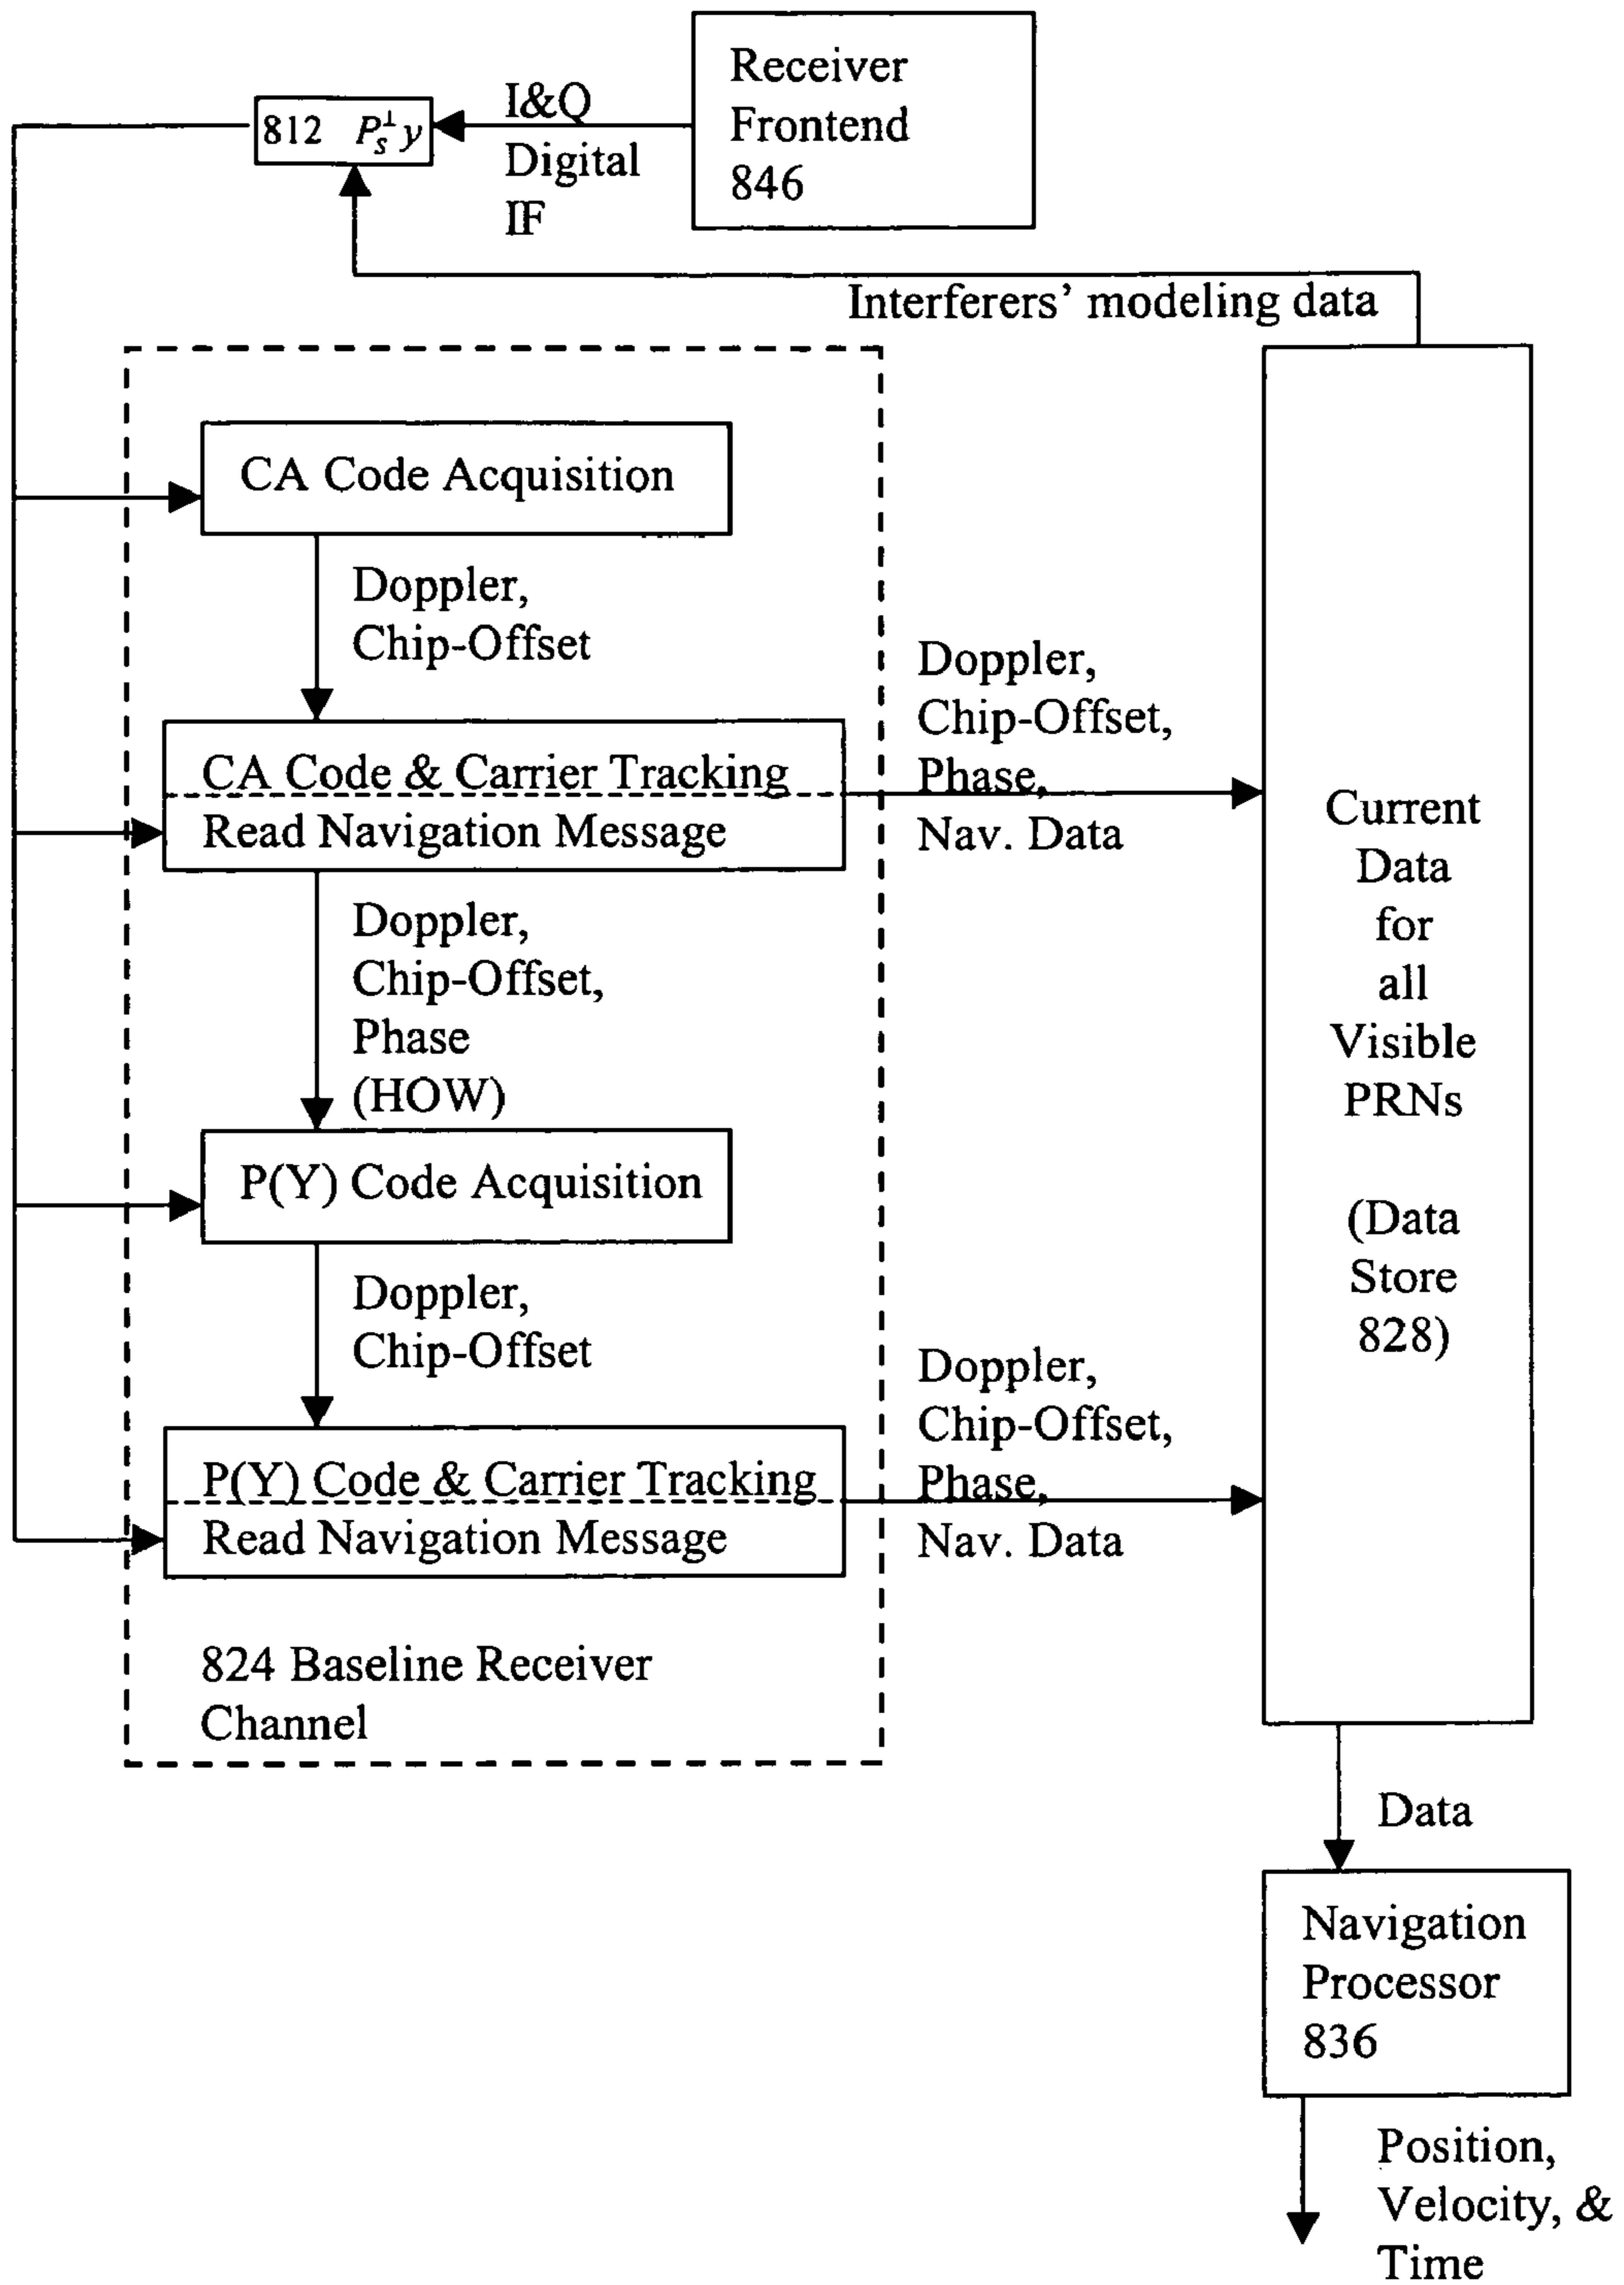 Receiver
Frontend
846
I&Q
Digital
IF
812 P_s^⊥ y
Interferers' modeling data
CA Code Acquisition
Doppler,
Chip-Offset
CA Code & Carrier Tracking
Read Navigation Message
Doppler,
Chip-Offset,
Phase,
Nav. Data
Doppler,
Chip-Offset,
Phase
(HOW)
P(Y) Code Acquisition
Doppler,
Chip-Offset
P(Y) Code & Carrier Tracking
Read Navigation Message
Doppler,
Chip-Offset,
Phase,
Nav. Data
824 Baseline Receiver
Channel
Current
Data
for
all
Visible
PRNs
(Data
Store
828)
Data
Navigation
Processor
836
Position,
Velocity, &
Time